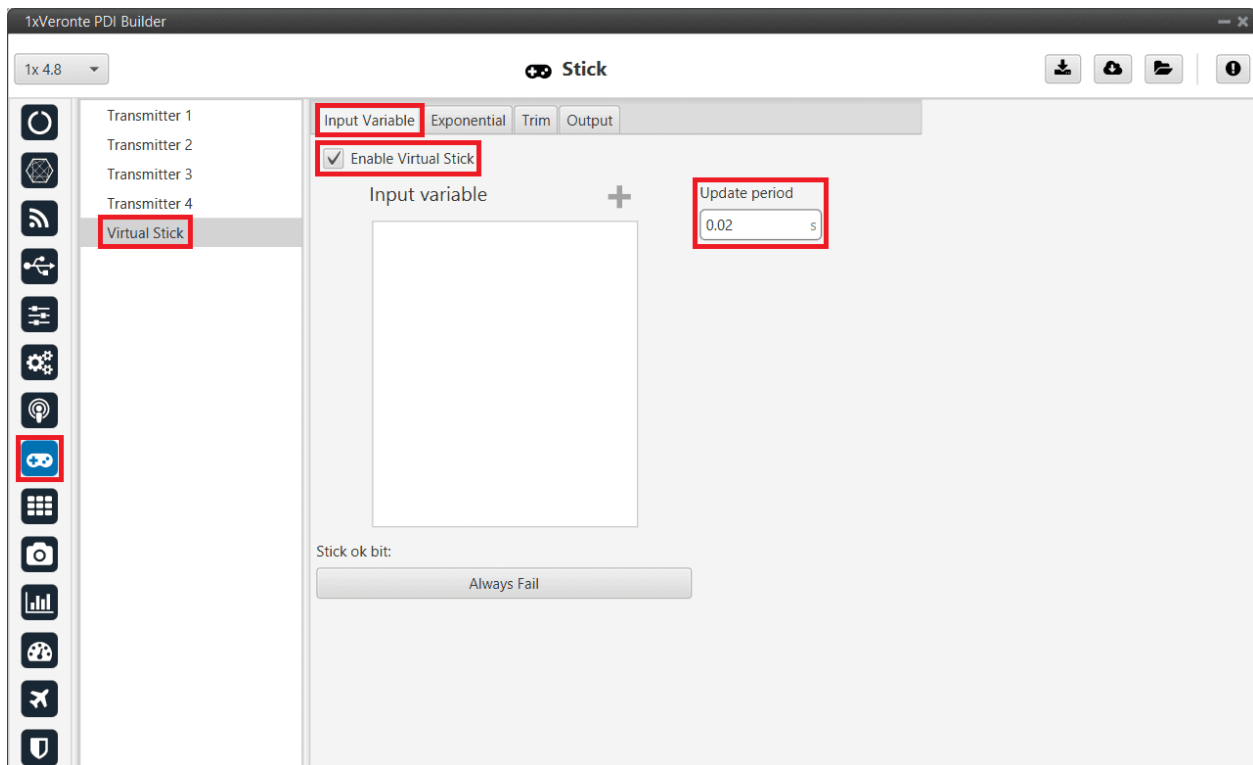 1xVeronte PDI Builder
1x 4.8
Stick
Transmitter 1
Transmitter 2
Transmitter 3
Transmitter 4
Virtual Stick
Input Variable Exponential Trim Output
Enable Virtual Stick
Input variable
Update period
0.02 s
Stick ok bit:
Always Fail